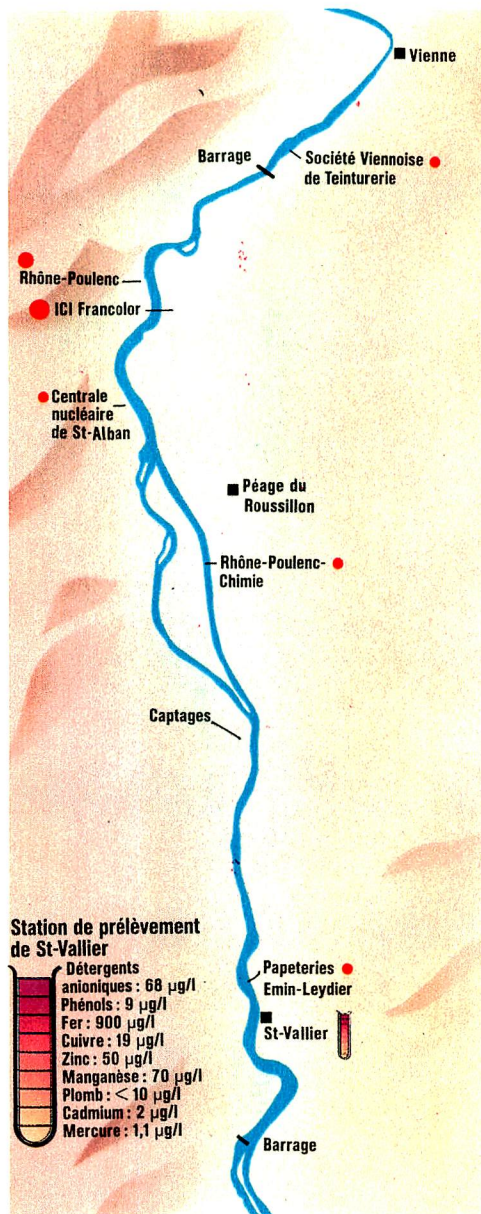 Vienne
Barrage
Société Viennoise
de Teinturerie
Rhône-Poulenc
ICI Francolor
Centrale
nucléaire
de St-Alban
Péage du
Roussillon
Rhône-Poulenc-
Chimie
Captages
Station de prélèvement
de St-Vallier
Détergents
anioniques : 68 µg/l
Phénols : 9 µg/l
Fer : 900 µg/l
Cuivre : 19 µg/l
Zinc : 50 µg/l
Manganèse : 70 µg/l
Plomb : < 10 µg/l
Cadmium : 2 µg/l
Mercure : 1,1 µg/l
Papeteries
Emin-Leydier
St-Vallier
Barrage